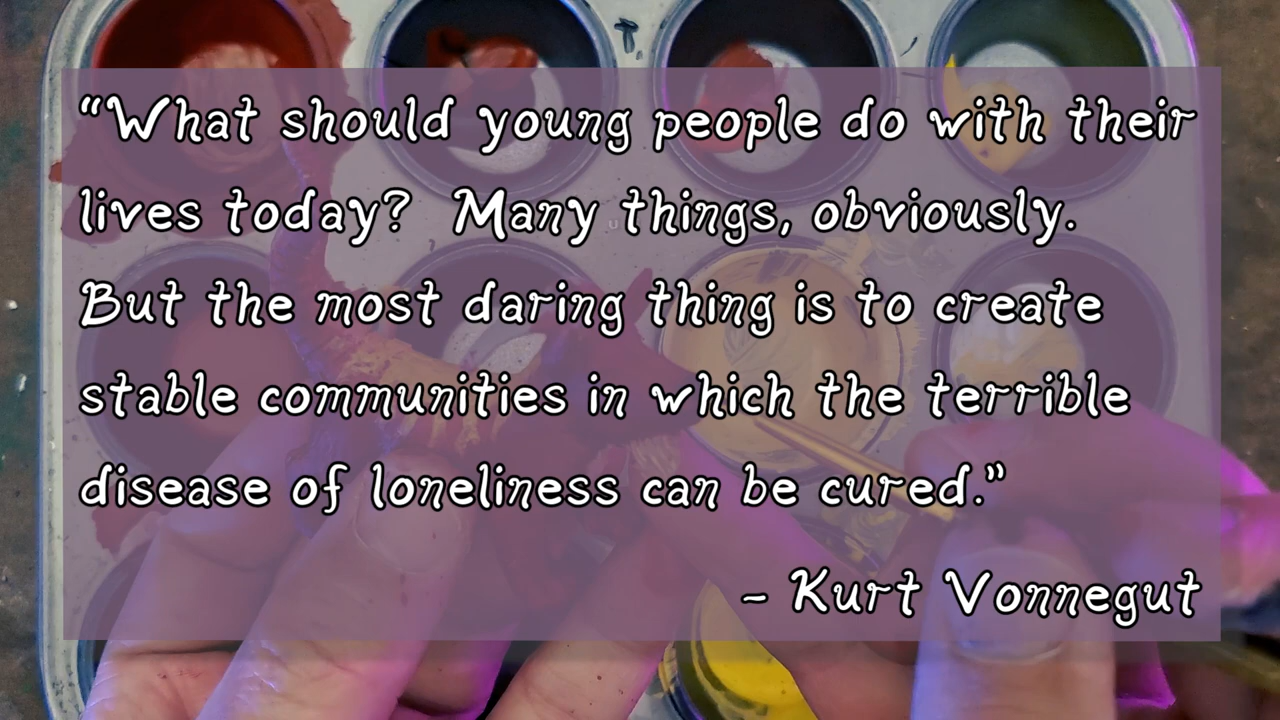 “What should young people do with their
lives today?  Many things, obviously.
But the most daring thing is to create
stable communities in which the terrible
disease of loneliness can be cured.”
- Kurt Vonnegut